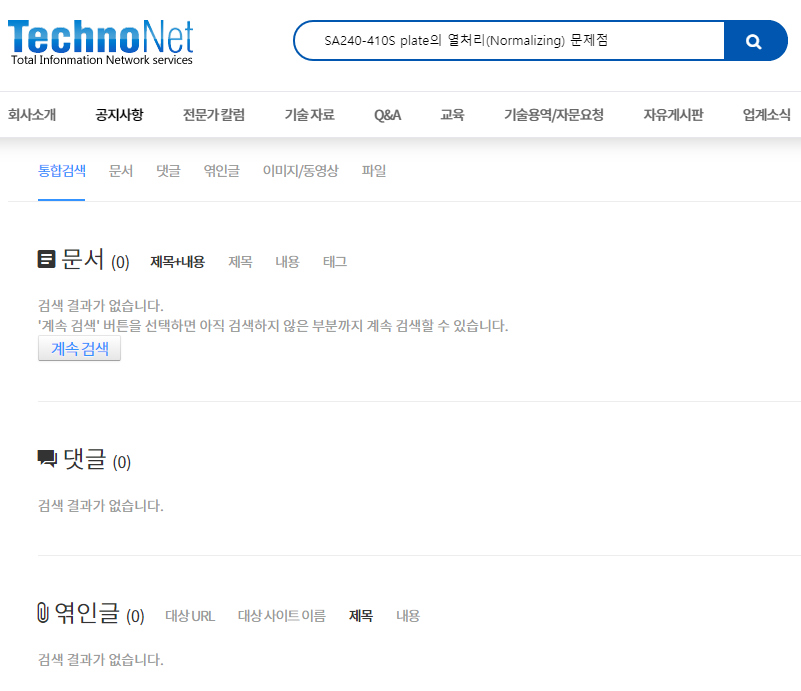 TechnoNet
Total Infonmation Network services
SA240-410S plate의 열처리(Normalizing) 문제점
회사소개 공지사항 전문가 칼럼 기술 자료 Q&A 교육 기술용역/자문요청 자유게시판 업계소식
통합검색 문서 댓글 엮인글 이미지/동영상 파일
문서 (0) 제목+내용 제목 내용 태그
검색 결과가 없습니다.
'계속 검색' 버튼을 선택하면 아직 검색하지 않은 부분까지 계속 검색할 수 있습니다.
계속 검색
댓글 (0)
검색 결과가 없습니다.
엮인글 (0) 대상 URL 대상 사이트 이름 제목 내용
검색 결과가 없습니다.